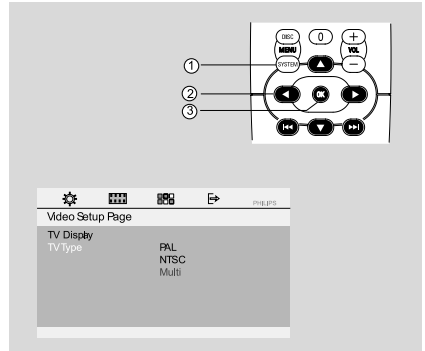 DISC 0 +
MENU VOL
SYSTEM −
1
2 OK
3
PHILIPS
Video Setup Page
TV Display
TV Type PAL
NTSC
Multi